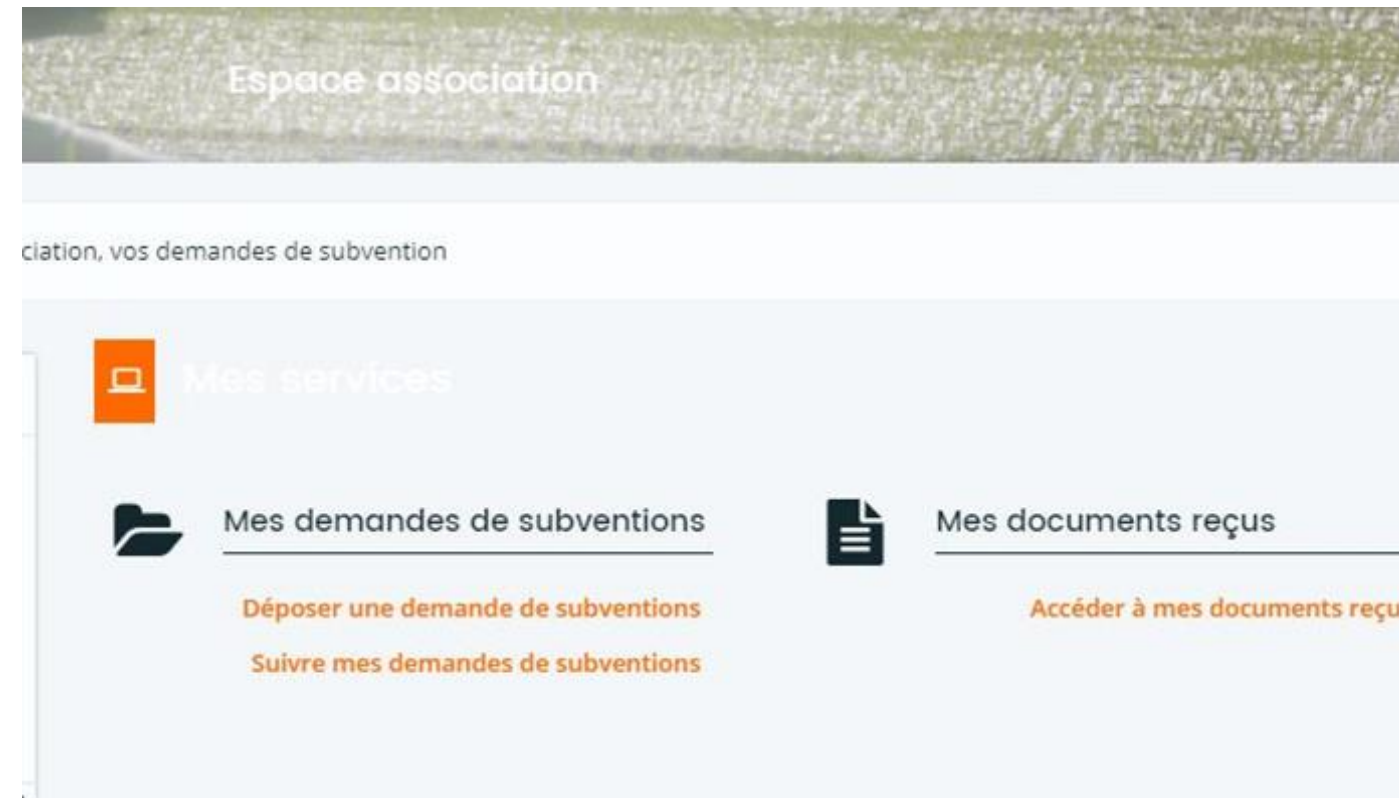 Espace association
ciation, vos demandes de subvention
Mes services
Mes demandes de subventions
Mes documents reçus
Déposer une demande de subventions
Accéder à mes documents reçu
Suivre mes demandes de subventions